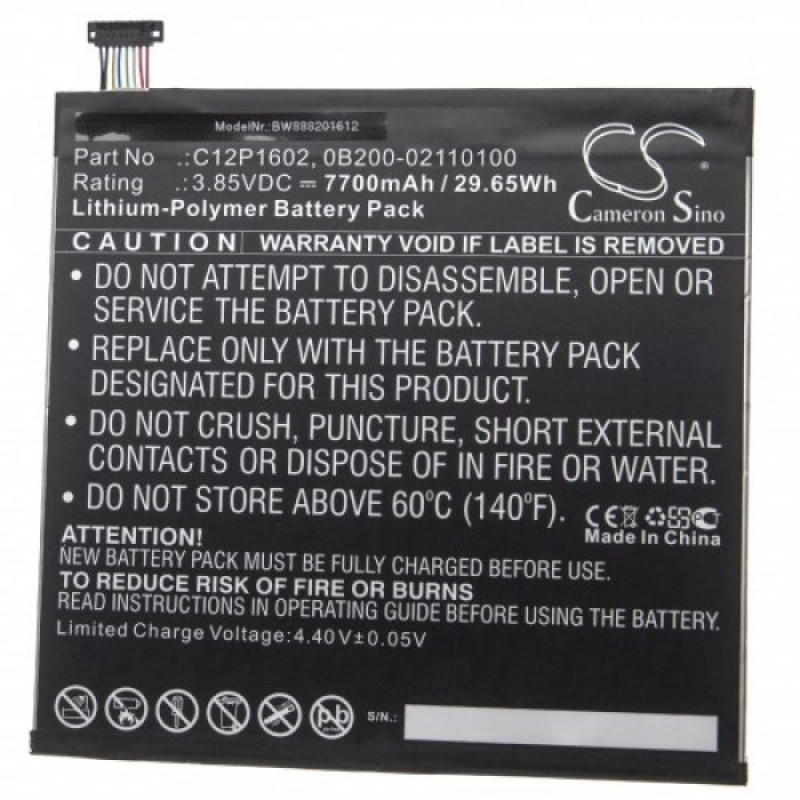 ModelNr.:BW888201612
Part No .:C12P1602, 0B200-02110100
Rating .:3.85VDC ⎓ 7700mAh / 29.65Wh
Lithium-Polymer Battery Pack
CS
Cameron Sino
CAUTION WARRANTY VOID IF LABEL IS REMOVED
• DO NOT ATTEMPT TO DISASSEMBLE, OPEN OR
SERVICE THE BATTERY PACK.
• REPLACE ONLY WITH THE BATTERY PACK
DESIGNATED FOR THIS PRODUCT.
• DO NOT CRUSH, PUNCTURE, SHORT EXTERNAL
CONTACTS OR DISPOSE OF IN FIRE OR WATER.
• DO NOT STORE ABOVE 60°C (140°F).
CE
Made In China
ATTENTION!
NEW BATTERY PACK MUST BE FULLY CHARGED BEFORE USE.
TO REDUCE RISK OF FIRE OR BURNS
READ INSTRUCTIONS OF OPERATING GUIDE BEFORE USING THE BATTERY.
Limited Charge Voltage:4.40V±0.05V
Pb
S/N.: